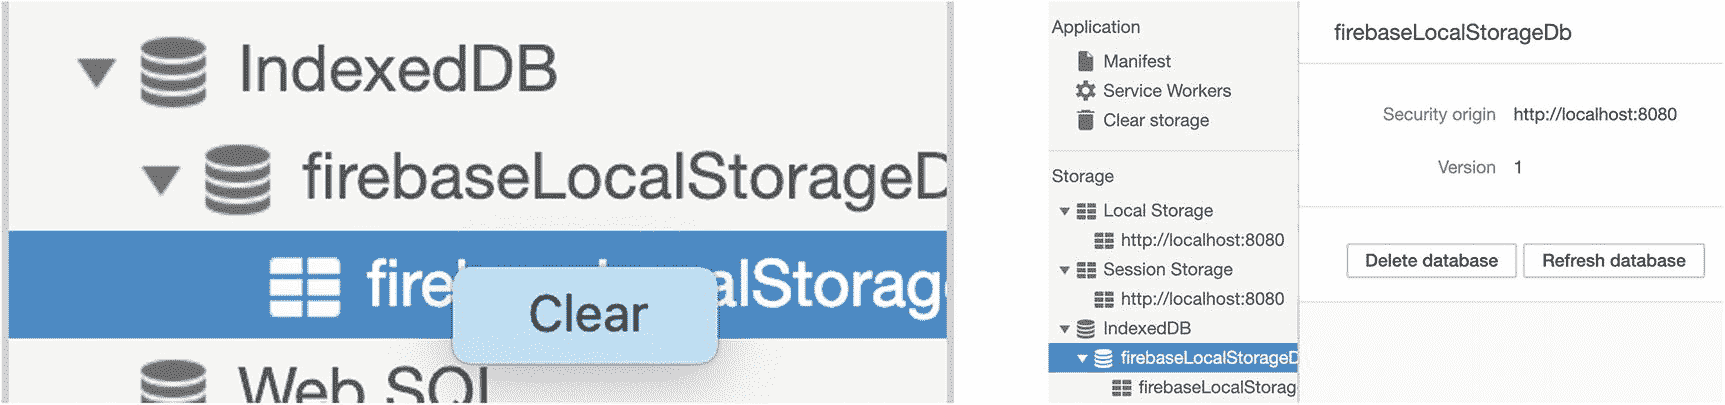 IndexedDB
firebaseLocalStorageD
fire
alStorage
Clear
Web SQL
Application
Manifest
Service Workers
Clear storage
Storage
Local Storage
http://localhost:8080
Session Storage
http://localhost:8080
IndexedDB
firebaseLocalStorageD
firebaseLocalStorag
firebaseLocalStorageDb
Security origin http://localhost:8080
Version 1
Delete database Refresh database